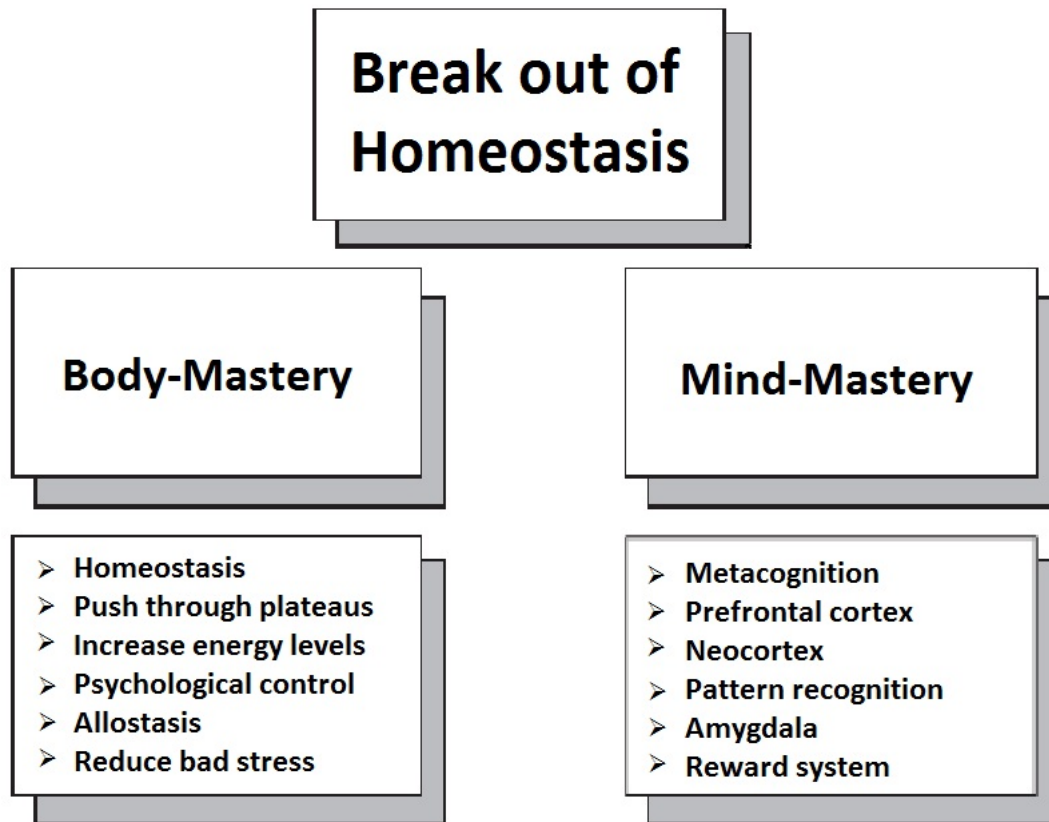 Break out of
Homeostasis
Body-Mastery
Mind-Mastery
➢ Homeostasis
➢ Push through plateaus
➢ Increase energy levels
➢ Psychological control
➢ Allostasis
➢ Reduce bad stress
➢ Metacognition
➢ Prefrontal cortex
➢ Neocortex
➢ Pattern recognition
➢ Amygdala
➢ Reward system